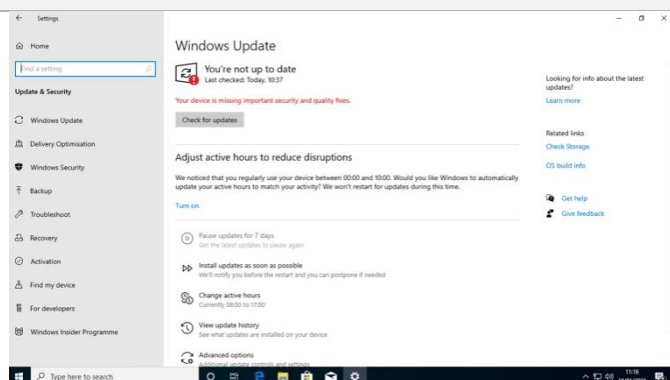 Settings
Home
Find a setting
Update & Security
Windows Update
Delivery Optimisation
Windows Security
Backup
Troubleshoot
Recovery
Activation
Find my device
For developers
Windows Insider Programme
Windows Update
You're not up to date
Last checked: Today, 10:37
Your device is missing important security and quality fixes.
Check for updates
Adjust active hours to reduce disruptions
We noticed that you regularly use your device between 00:00 and 10:00. Would you like Windows to automatically
update your active hours to match your activity? We won't restart for updates during this time.
Turn on
Pause updates for 7 days
Get the latest updates to pause again
Install updates as soon as possible
We'll notify you before the restart and you can postpone if needed
Change active hours
Currently 08:00 to 17:00
View update history
See what updates are installed on your device
Advanced options
Additional update controls and settings
Looking for info about the latest
updates?
Learn more
Related links
Check Storage
OS build info
Get help
Give feedback
Type here to search
11:16